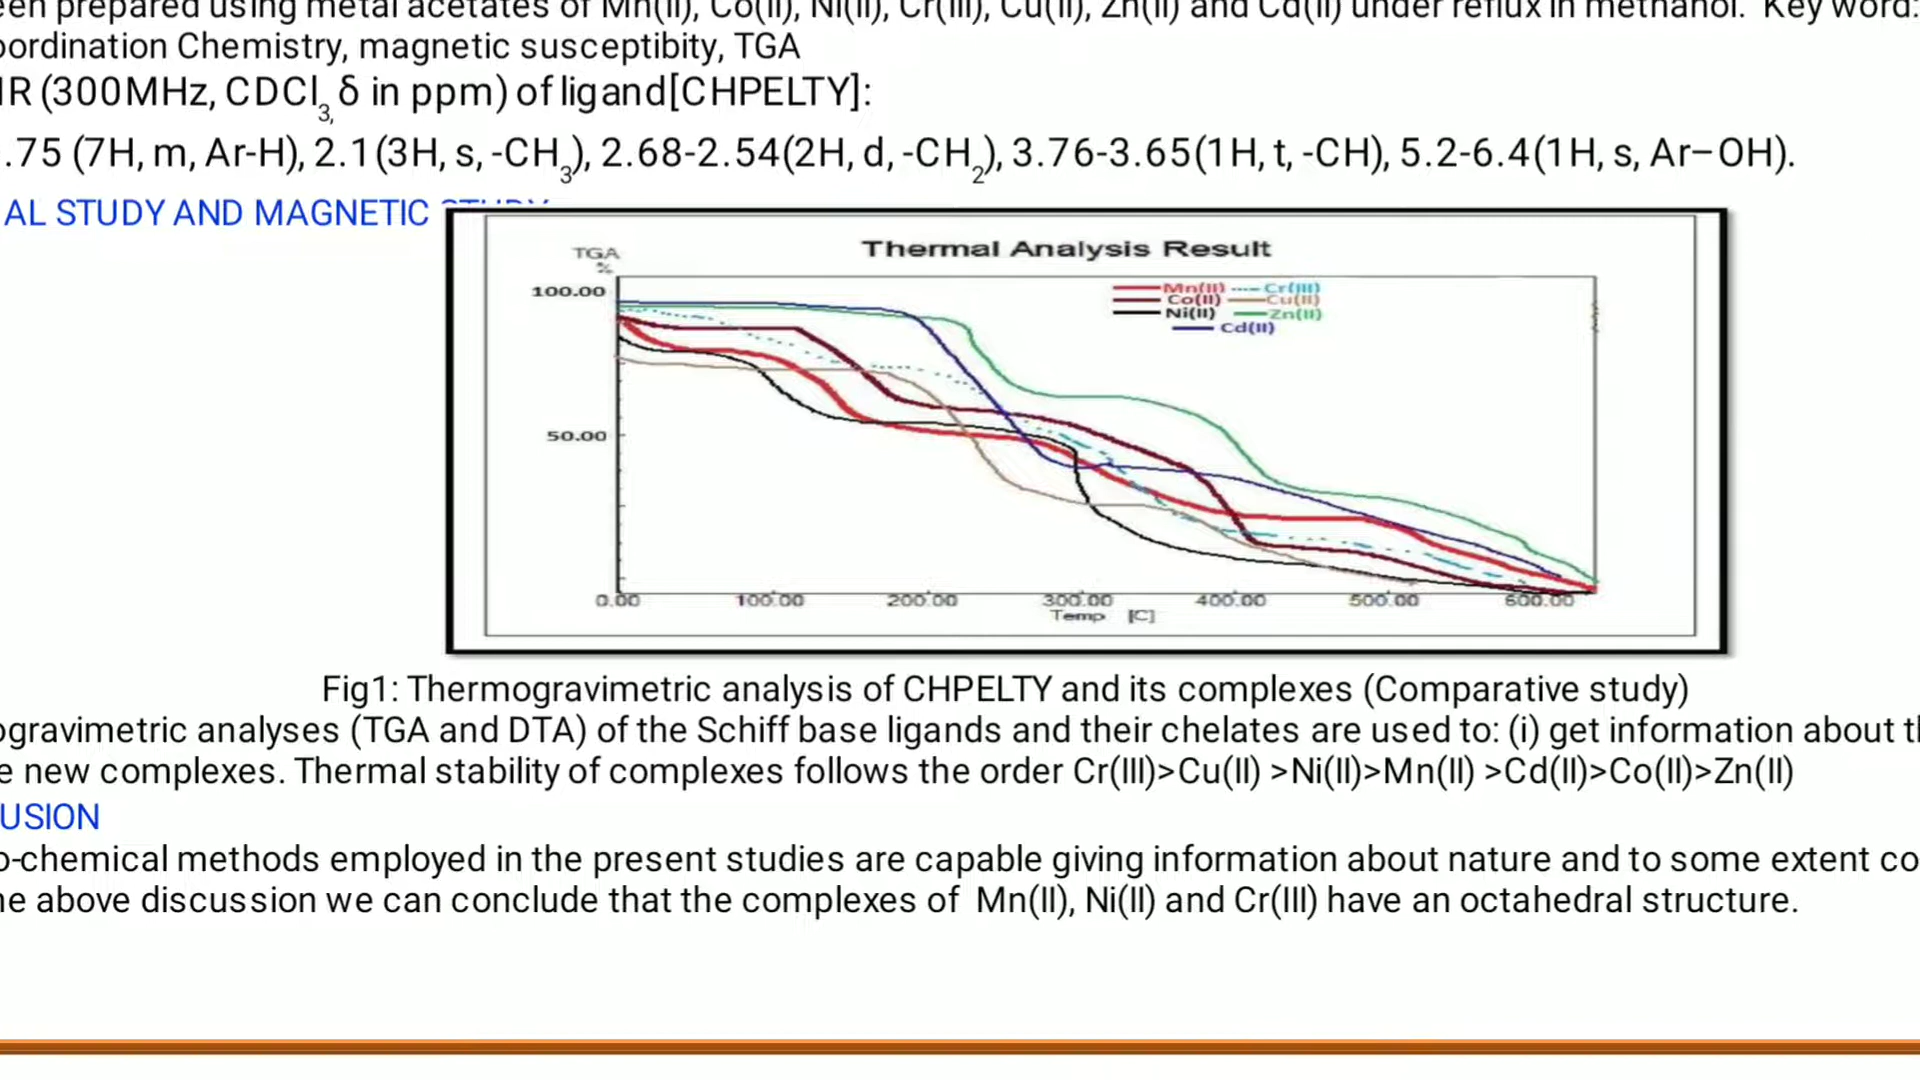 een prepared using metal acetates of Mn(II), Co(II), Ni(II), Cr(III), Cu(II), Zn(II) and Cd(II) under reflux in methanol. Key word:
oordination Chemistry, magnetic susceptibity, TGA
IR (300MHz, CDCl3, δ in ppm) of ligand[CHPELTY]:
.75 (7H, m, Ar-H), 2.1(3H, s, -CH3), 2.68-2.54(2H, d, -CH2), 3.76-3.65(1H, t, -CH), 5.2-6.4(1H, s, Ar–OH).
AL STUDY AND MAGNETIC STUDY
Thermal Analysis Result
TGA
%
100.00
50.00
Mn(II) Cr(III)
Co(II) Cu(II)
Ni(II) Zn(II)
Cd(II)
0.00 100.00 200.00 300.00 400.00 500.00 600.00
Temp [C]
Fig1: Thermogravimetric analysis of CHPELTY and its complexes (Comparative study)
ogravimetric analyses (TGA and DTA) of the Schiff base ligands and their chelates are used to: (i) get information about th
e new complexes. Thermal stability of complexes follows the order Cr(III)>Cu(II) >Ni(II)>Mn(II) >Cd(II)>Co(II)>Zn(II)
USION
o-chemical methods employed in the present studies are capable giving information about nature and to some extent co
he above discussion we can conclude that the complexes of Mn(II), Ni(II) and Cr(III) have an octahedral structure.